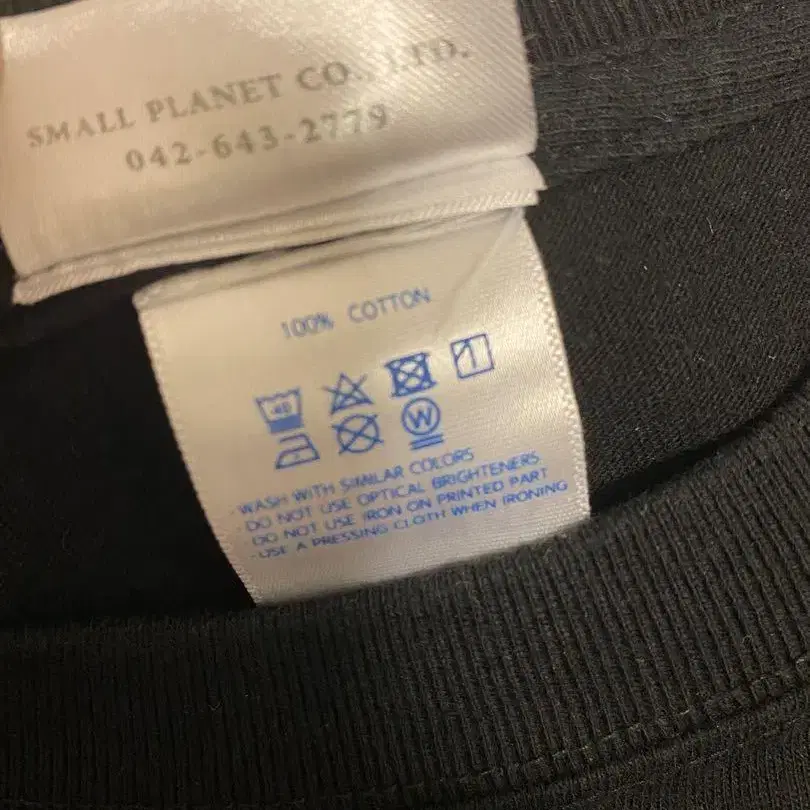 SMALL PLANET CO., LTD.
042-643-2779
100% COTTON
40
W
-WASH WITH SIMILAR COLORS
-DO NOT USE OPTICAL BRIGHTENERS
DO NOT USE IRON ON PRINTED PART
-USE A PRESSING CLOTH WHEN IRONING